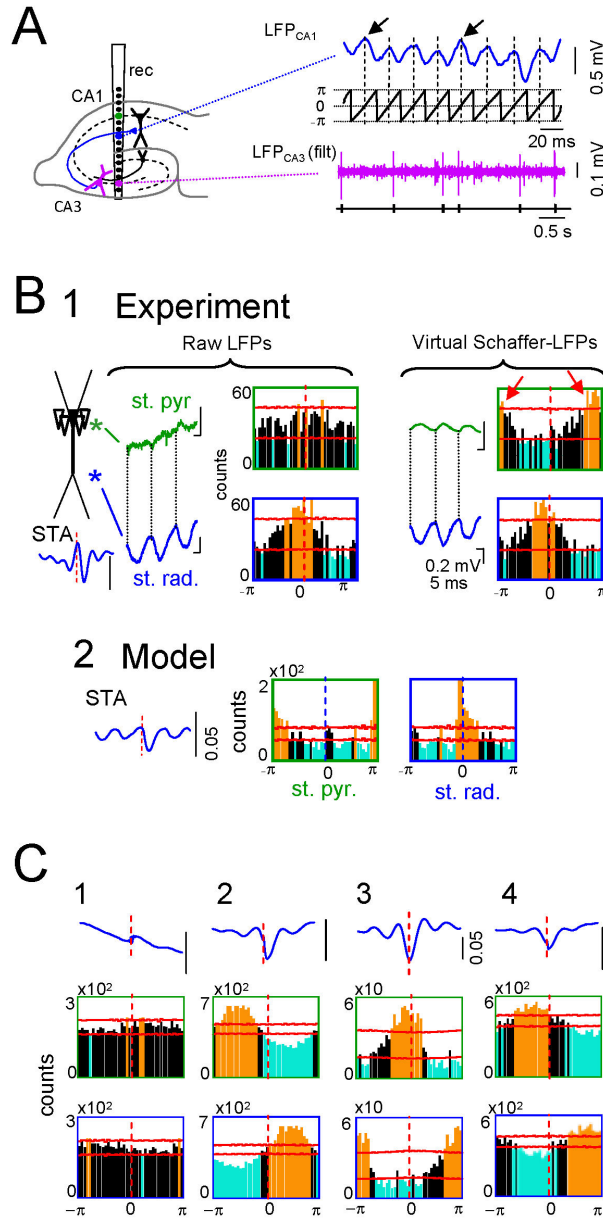 A
rec
CA1
CA3
LFP_CA1
0.5 mV
π
0
-π
20 ms
LFP_CA3 (filt)
0.1 mV
0.5 s
B
1 Experiment
Raw LFPs
Virtual Schaffer-LFPs
st. pyr
60
counts
0
*
*
STA
st. rad.
60
0
-π 0 π
0.2 mV
5 ms
-π 0 π
2 Model
STA
0.05
x10²
2
counts
0
-π 0 π
st. pyr.
-π 0 π
st. rad.
C
1 2 3 4
0.05
x10² x10² x10 x10²
3 7 6 6
0 0 0 0
counts
x10² x10² x10 x10²
3 7 6 6
0 0 0 0
-π 0 π -π 0 π -π 0 π -π 0 π